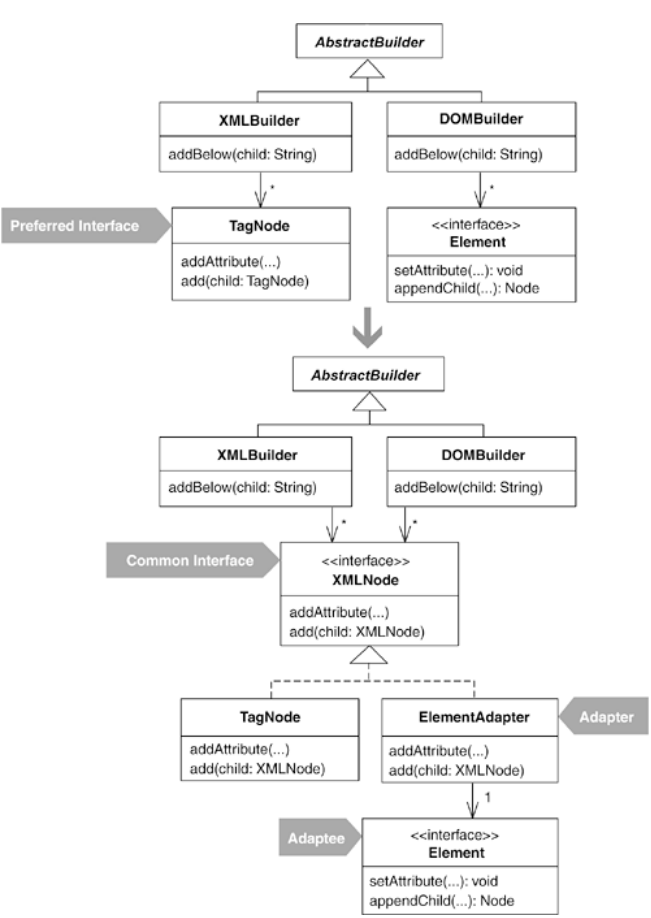 AbstractBuilder
XMLBuilder
addBelow(child: String)
DOMBuilder
addBelow(child: String)
*
*
Preferred Interface
TagNode
addAttribute(...)
add(child: TagNode)
<<interface>>
Element
setAttribute(...): void
appendChild(...): Node
AbstractBuilder
XMLBuilder
addBelow(child: String)
DOMBuilder
addBelow(child: String)
*
*
Common Interface
<<interface>>
XMLNode
addAttribute(...)
add(child: XMLNode)
TagNode
addAttribute(...)
add(child: XMLNode)
ElementAdapter
addAttribute(...)
add(child: XMLNode)
Adapter
1
Adaptee
<<interface>>
Element
setAttribute(...): void
appendChild(...): Node